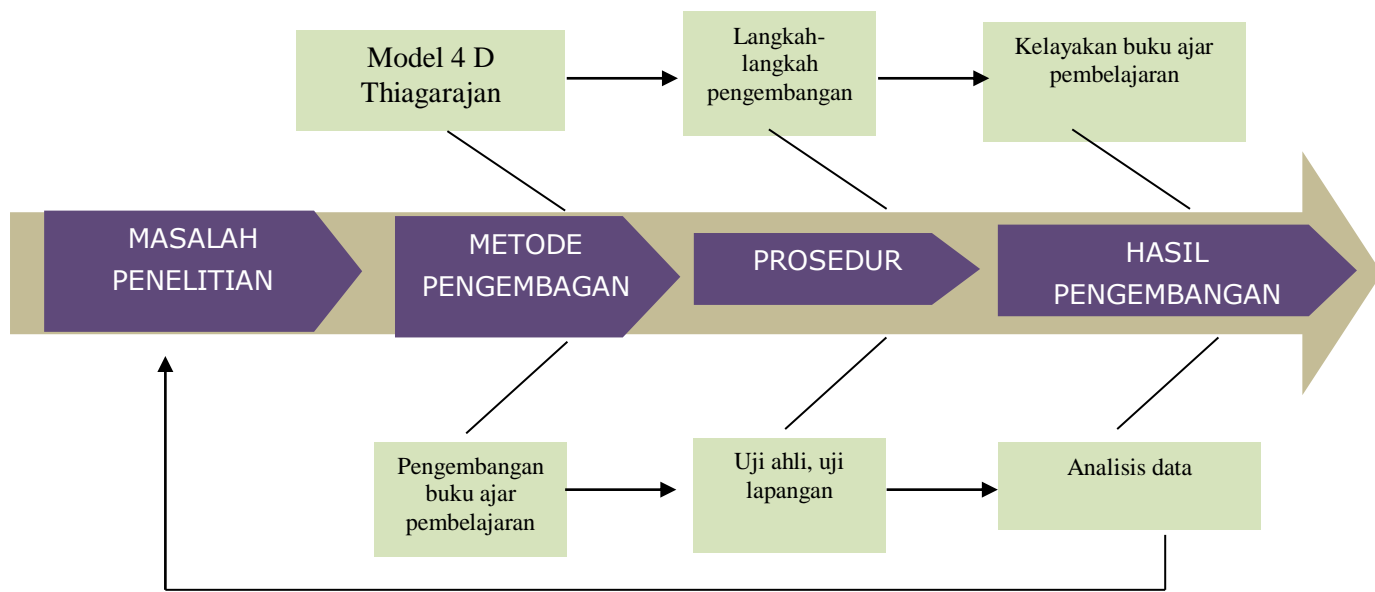 Model 4 D
Thiagarajan
Langkah-
langkah
pengembangan
Kelayakan buku ajar
pembelajaran
MASALAH
PENELITIAN
METODE
PENGEMBAGAN
PROSEDUR
HASIL
PENGEMBANGAN
Pengembangan
buku ajar
pembelajaran
Uji ahli, uji
lapangan
Analisis data